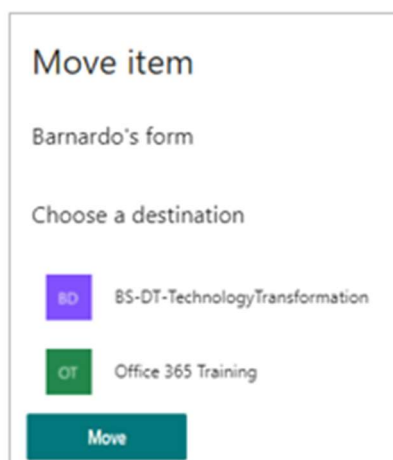 Move item
Barnardo's form
Choose a destination
BD BS-DT-TechnologyTransformation
OT Office 365 Training
Move